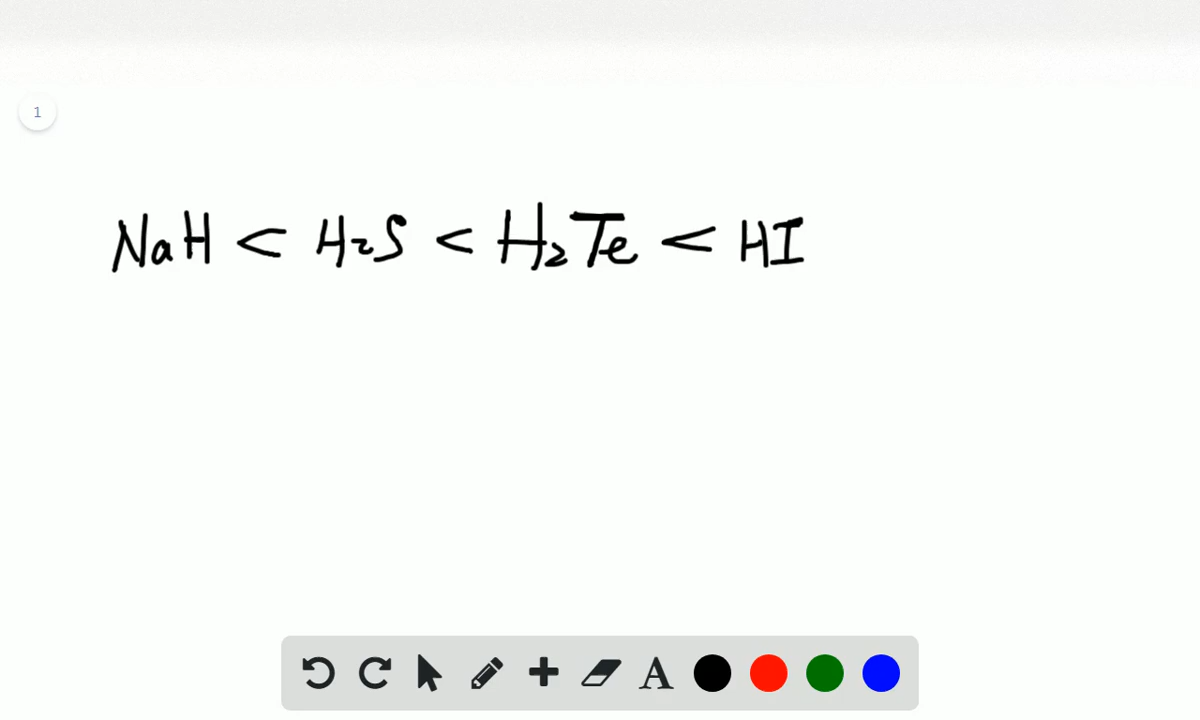 1
NaH < H₂S < H₂Te < HI
A